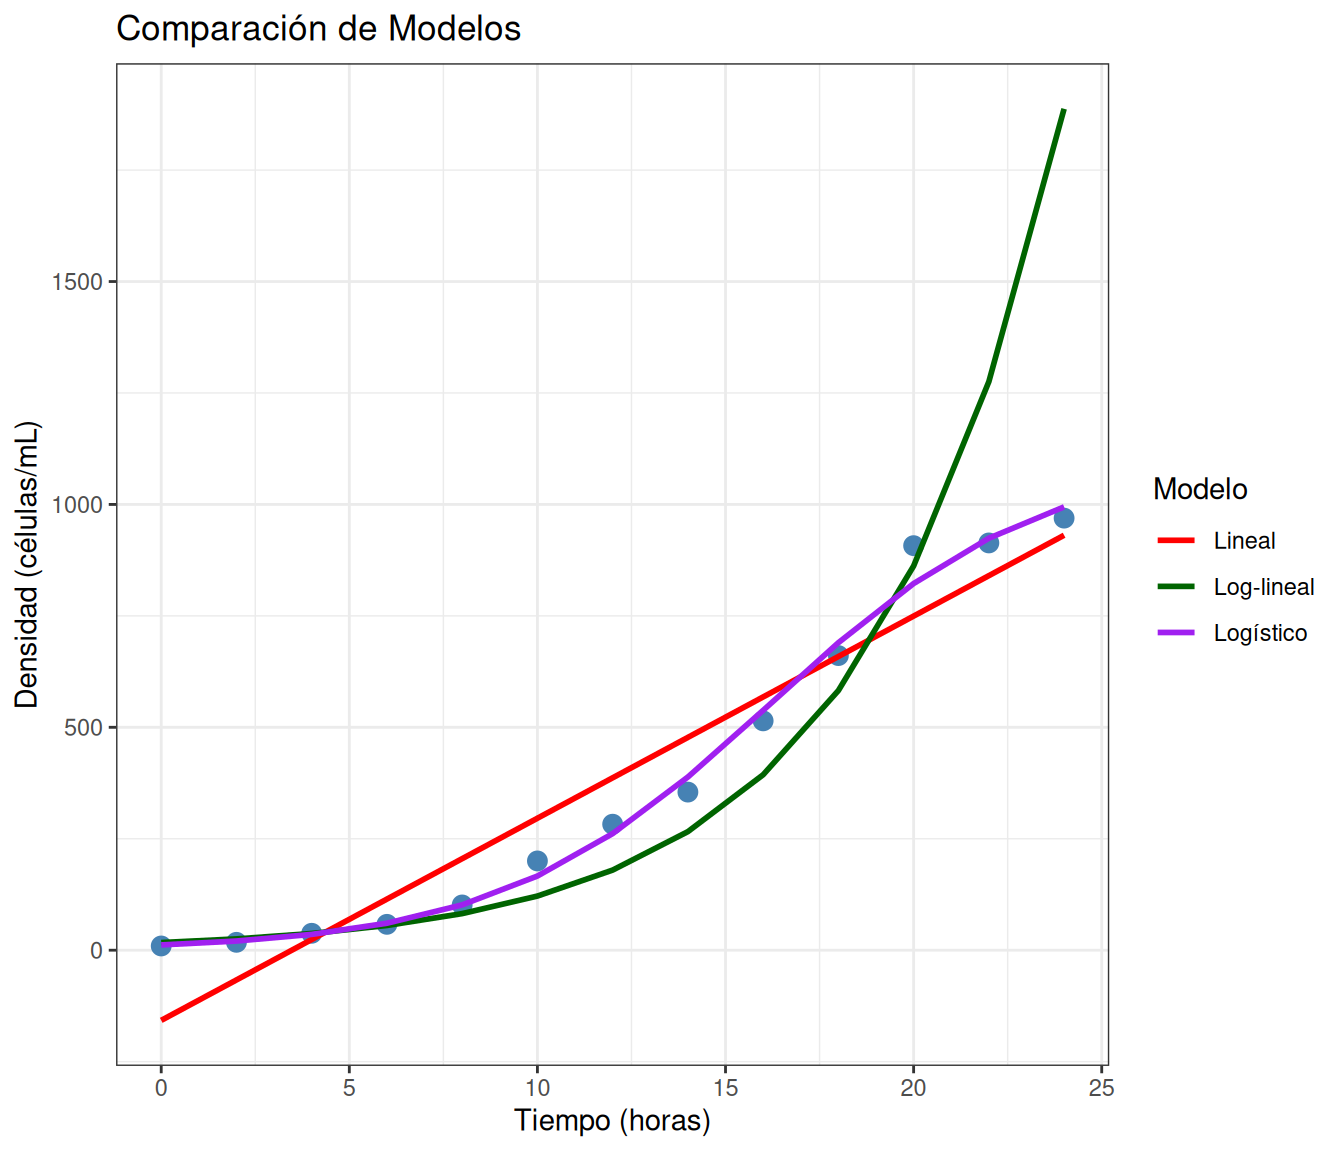 Comparación de Modelos
Densidad (células/mL)
1500
1000
500
0
0 5 10 15 20 25
Tiempo (horas)
Modelo
Lineal
Log-lineal
Logístico